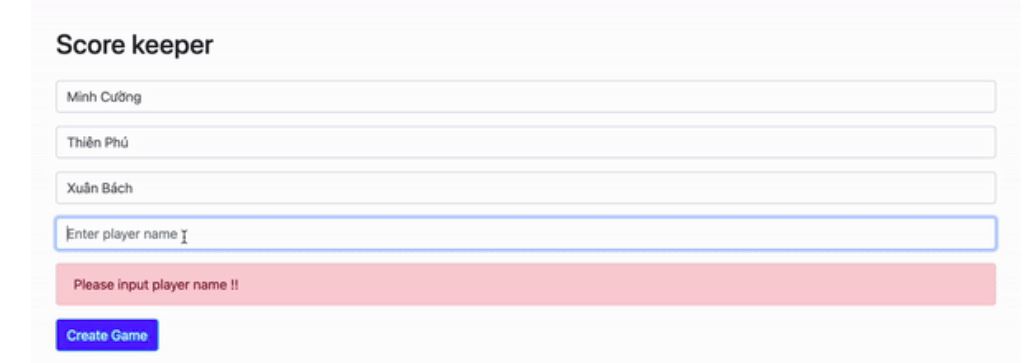 Score keeper
Minh Cường
Thiên Phú
Xuân Bách
Enter player name
Please input player name !!
Create Game